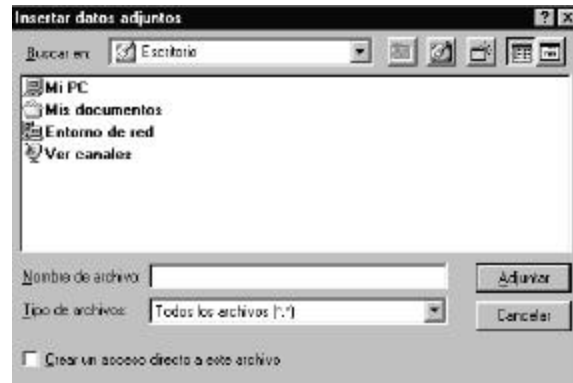 Insertar datos adjuntos
Buscar en: Escritorio
Mi PC
Mis documentos
Entorno de red
Ver canales
Nombre de archivo: Adjuntar
Tipo de archivos: Todos los archivos (*.*) Cancelar
Crear un acceso directo a este archivo